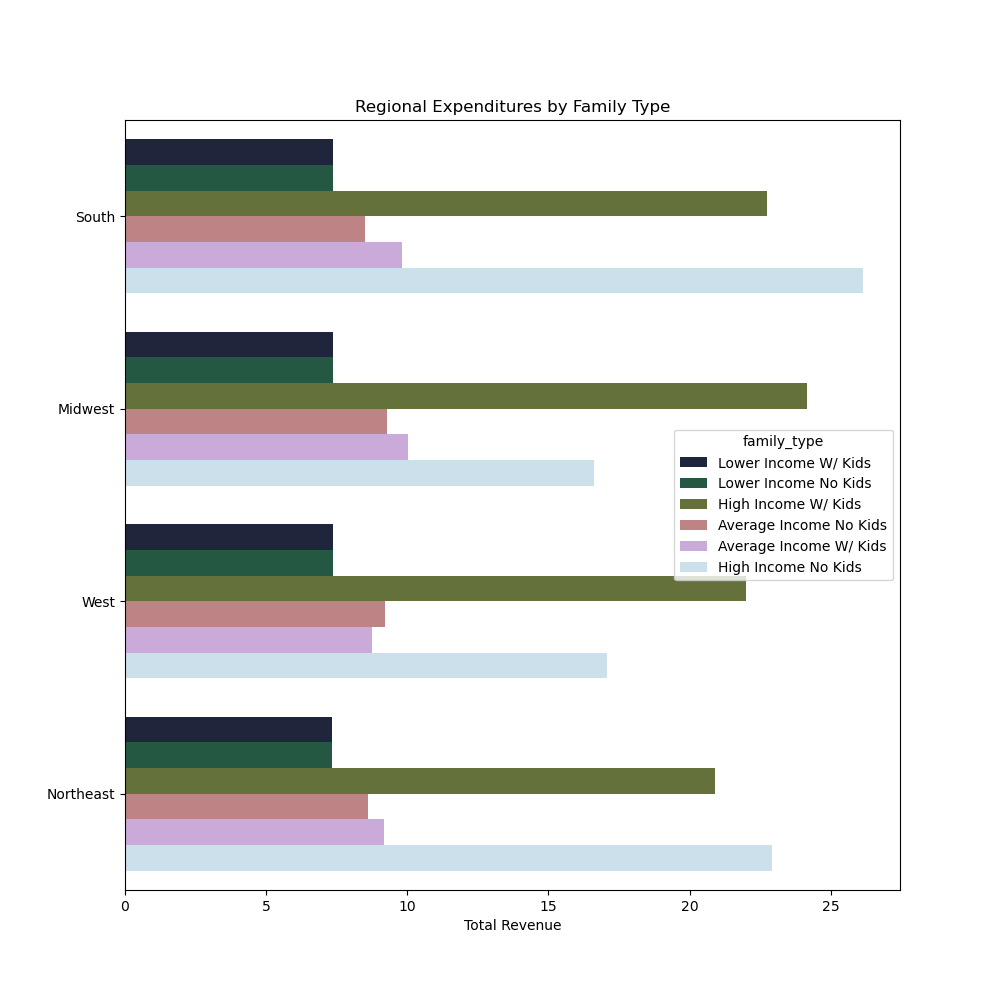 Regional Expenditures by Family Type
South
Midwest
West
Northeast
family_type
Lower Income W/ Kids
Lower Income No Kids
High Income W/ Kids
Average Income No Kids
Average Income W/ Kids
High Income No Kids
0 5 10 15 20 25
Total Revenue